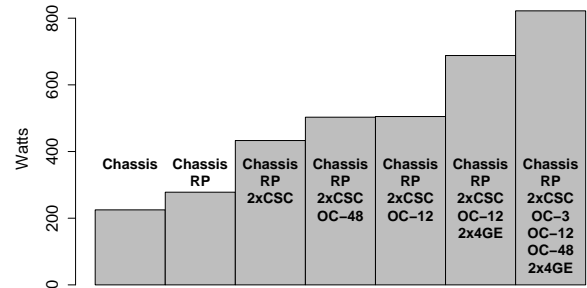 800
600
400
200
0
Watts
Chassis
Chassis
RP
Chassis
RP
2xCSC
Chassis
RP
2xCSC
OC−48
Chassis
RP
2xCSC
OC−12
Chassis
RP
2xCSC
OC−12
2x4GE
Chassis
RP
2xCSC
OC−3
OC−12
OC−48
2x4GE